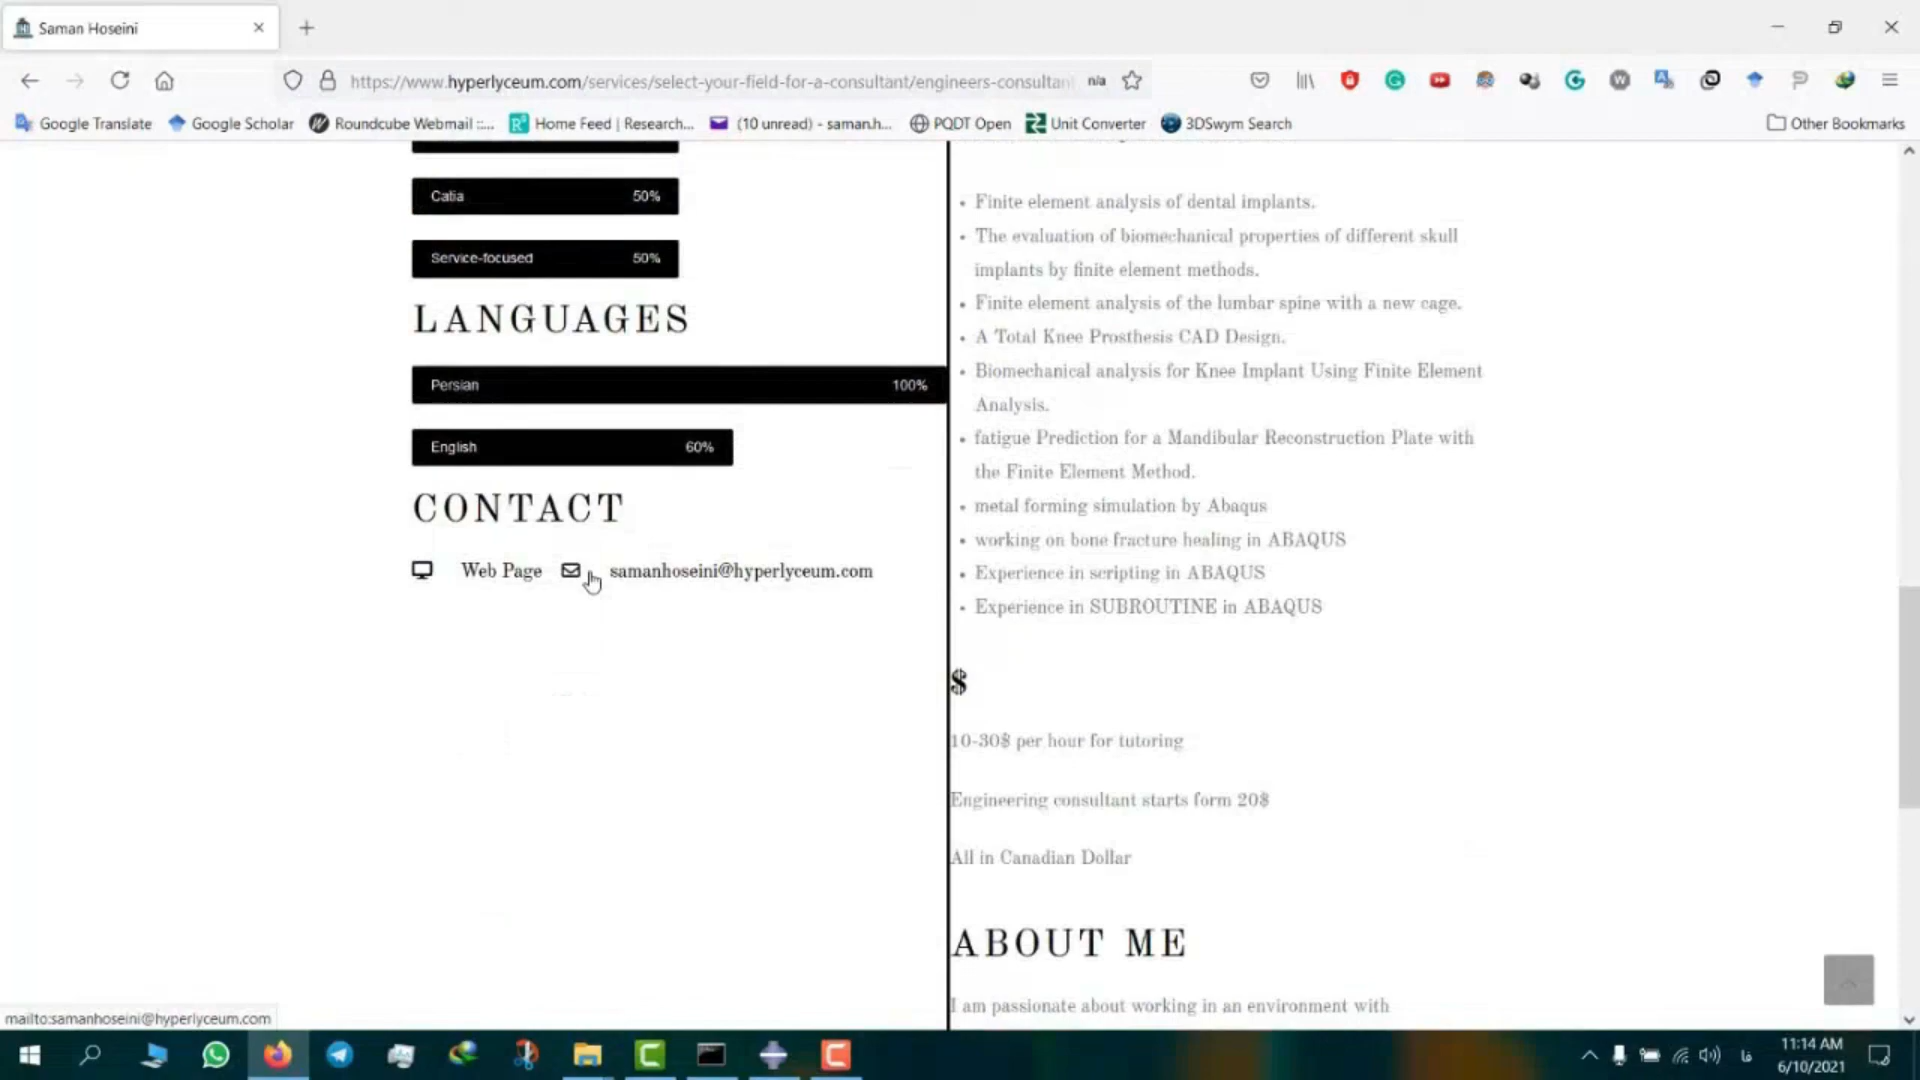 Saman Hoseini
https://www.hyperlyceum.com/services/select-your-field-for-a-consultant/engineers-consultant
n/a
Google Translate
Google Scholar
Roundcube Webmail ::...
Home Feed | Research...
(10 unread) - saman.h...
PQDT Open
Unit Converter
3DSwym Search
Other Bookmarks
Catia 50%
Service-focused 50%
LANGUAGES
Persian 100%
English 60%
CONTACT
Web Page samanhoseini@hyperlyceum.com
• Finite element analysis of dental implants.
• The evaluation of biomechanical properties of different skull
implants by finite element methods.
• Finite element analysis of the lumbar spine with a new cage.
• A Total Knee Prosthesis CAD Design.
• Biomechanical analysis for Knee Implant Using Finite Element
Analysis.
• fatigue Prediction for a Mandibular Reconstruction Plate with
the Finite Element Method.
• metal forming simulation by Abaqus
• working on bone fracture healing in ABAQUS
• Experience in scripting in ABAQUS
• Experience in SUBROUTINE in ABAQUS
$
10-30$ per hour for tutoring
Engineering consultant starts form 20$
All in Canadian Dollar
ABOUT ME
I am passionate about working in an environment with
mailto:samanhoseini@hyperlyceum.com
فا
11:14 AM
6/10/2021